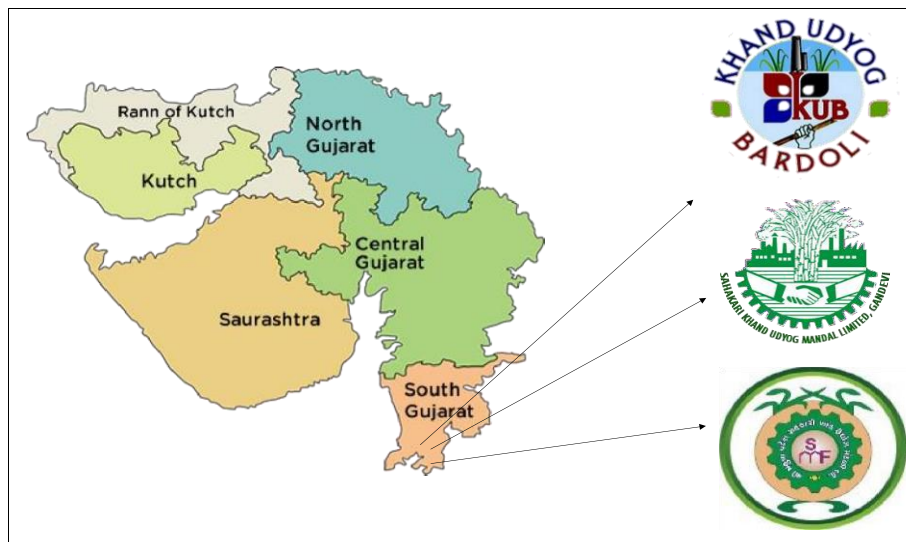 Rann of Kutch
Kutch
North
Gujarat
Central
Gujarat
Saurashtra
South
Gujarat
KHAND UDYOG
KUB
BARDOLI
SAHAKARI KHAND UDYOG MANDAL LIMITED, GANDEVI
S
F